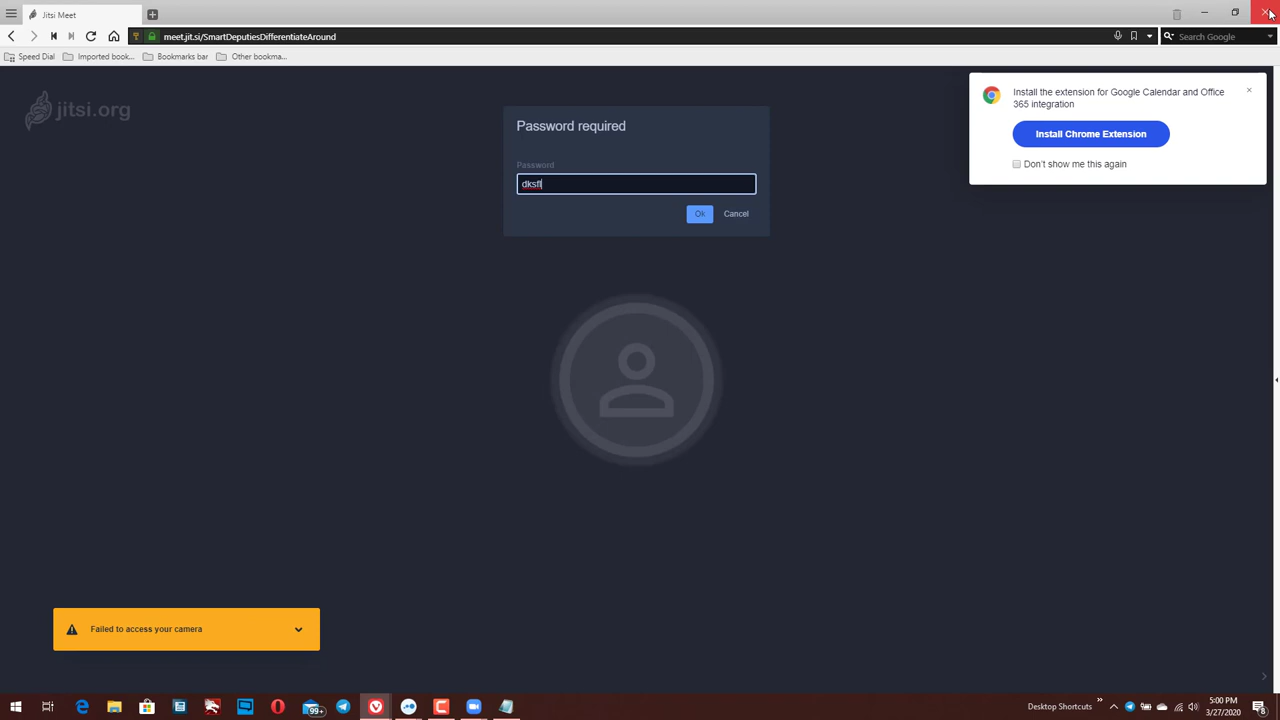 Jitsi Meet
meet.jit.si/SmartDeputiesDifferentiateAround
Search Google
Speed Dial
Imported book...
Bookmarks bar
Other bookma...
jitsi.org
Install the extension for Google Calendar and Office
365 integration
Install Chrome Extension
Don't show me this again
Password required
Password
dksfl
Ok
Cancel
Failed to access your camera
99+
Desktop Shortcuts
5:00 PM
3/27/2020
8